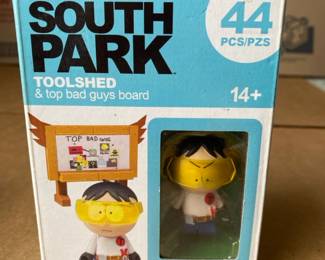 SOUTH
PARK
44
PCS/PZS
TOOLSHED
& top bad guys board
14+
TOP BAD GUYS